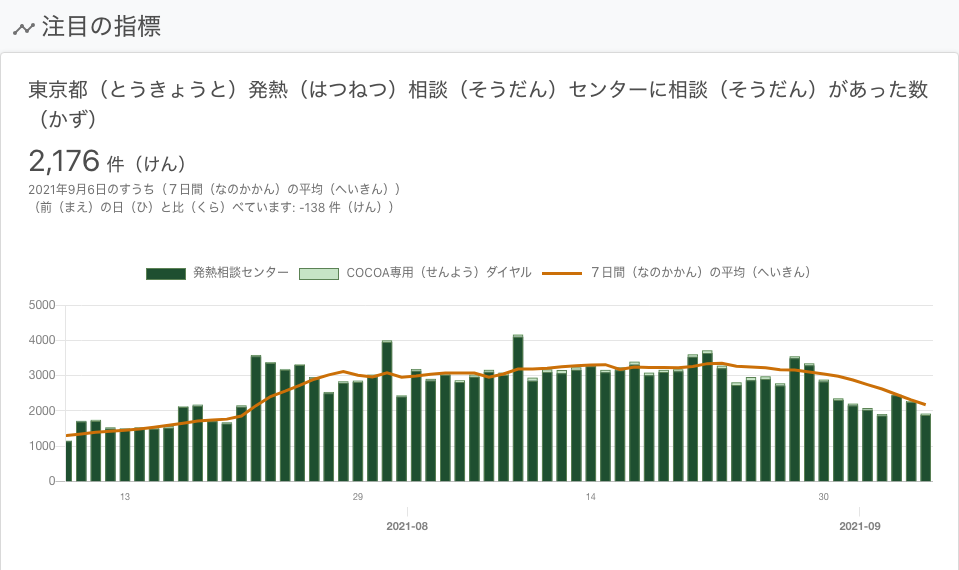 注目の指標
東京都（とうきょうと）発熱（はつねつ）相談（そうだん）センターに相談（そうだん）があった数
（かず）
2,176 件（けん）
2021年9月6日のすうち（７日間（なのかかん）の平均（へいきん））
（前（まえ）の日（ひ）と比（くら）べています: -138 件（けん））
発熱相談センター COCOA専用（せんよう）ダイヤル ７日間（なのかかん）の平均（へいきん）
5000
4000
3000
2000
1000
0
13 29 14 30
2021-08 2021-09